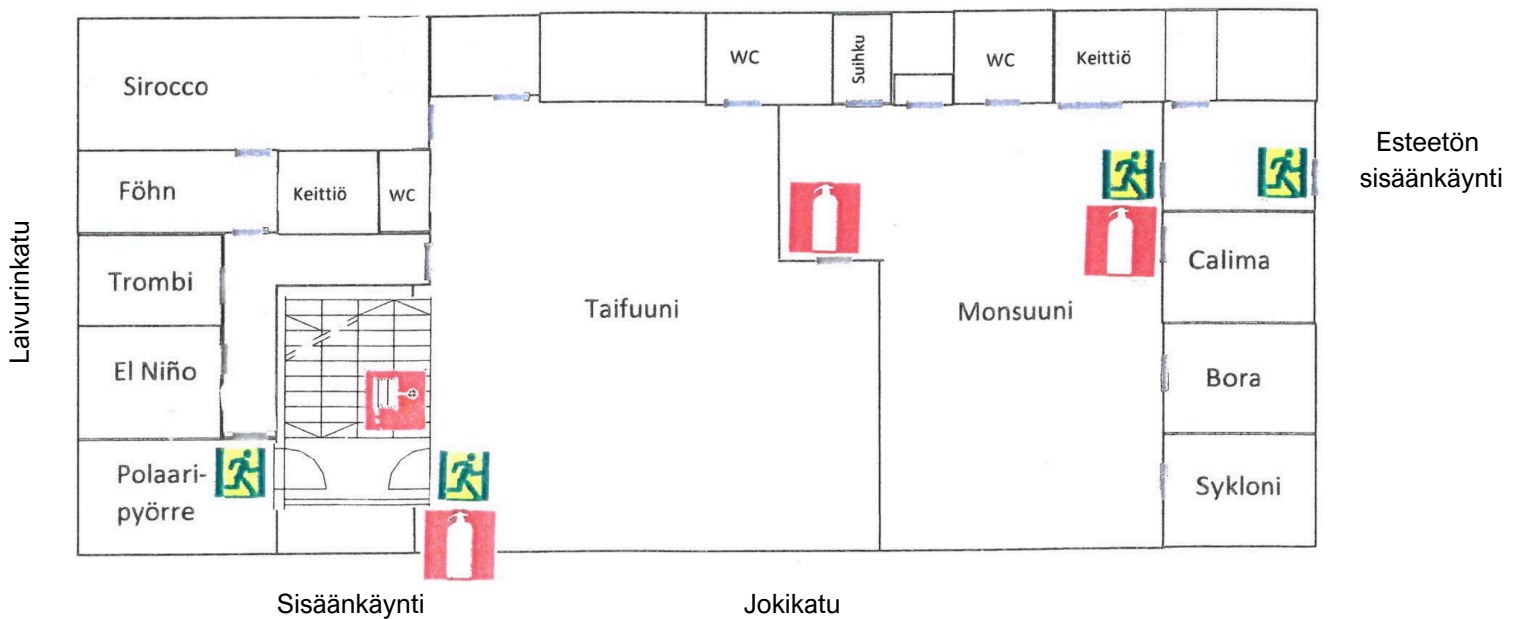 WC
Suihku
WC
Keittiö
Sirocco
Esteetön
sisäänkäynti
Föhn
Keittiö
WC
Laivurinkatu
Trombi
Calima
Taifuuni
Monsuuni
El Niño
Bora
Polaari-
pyörre
Sykloni
Sisäänkäynti
Jokikatu